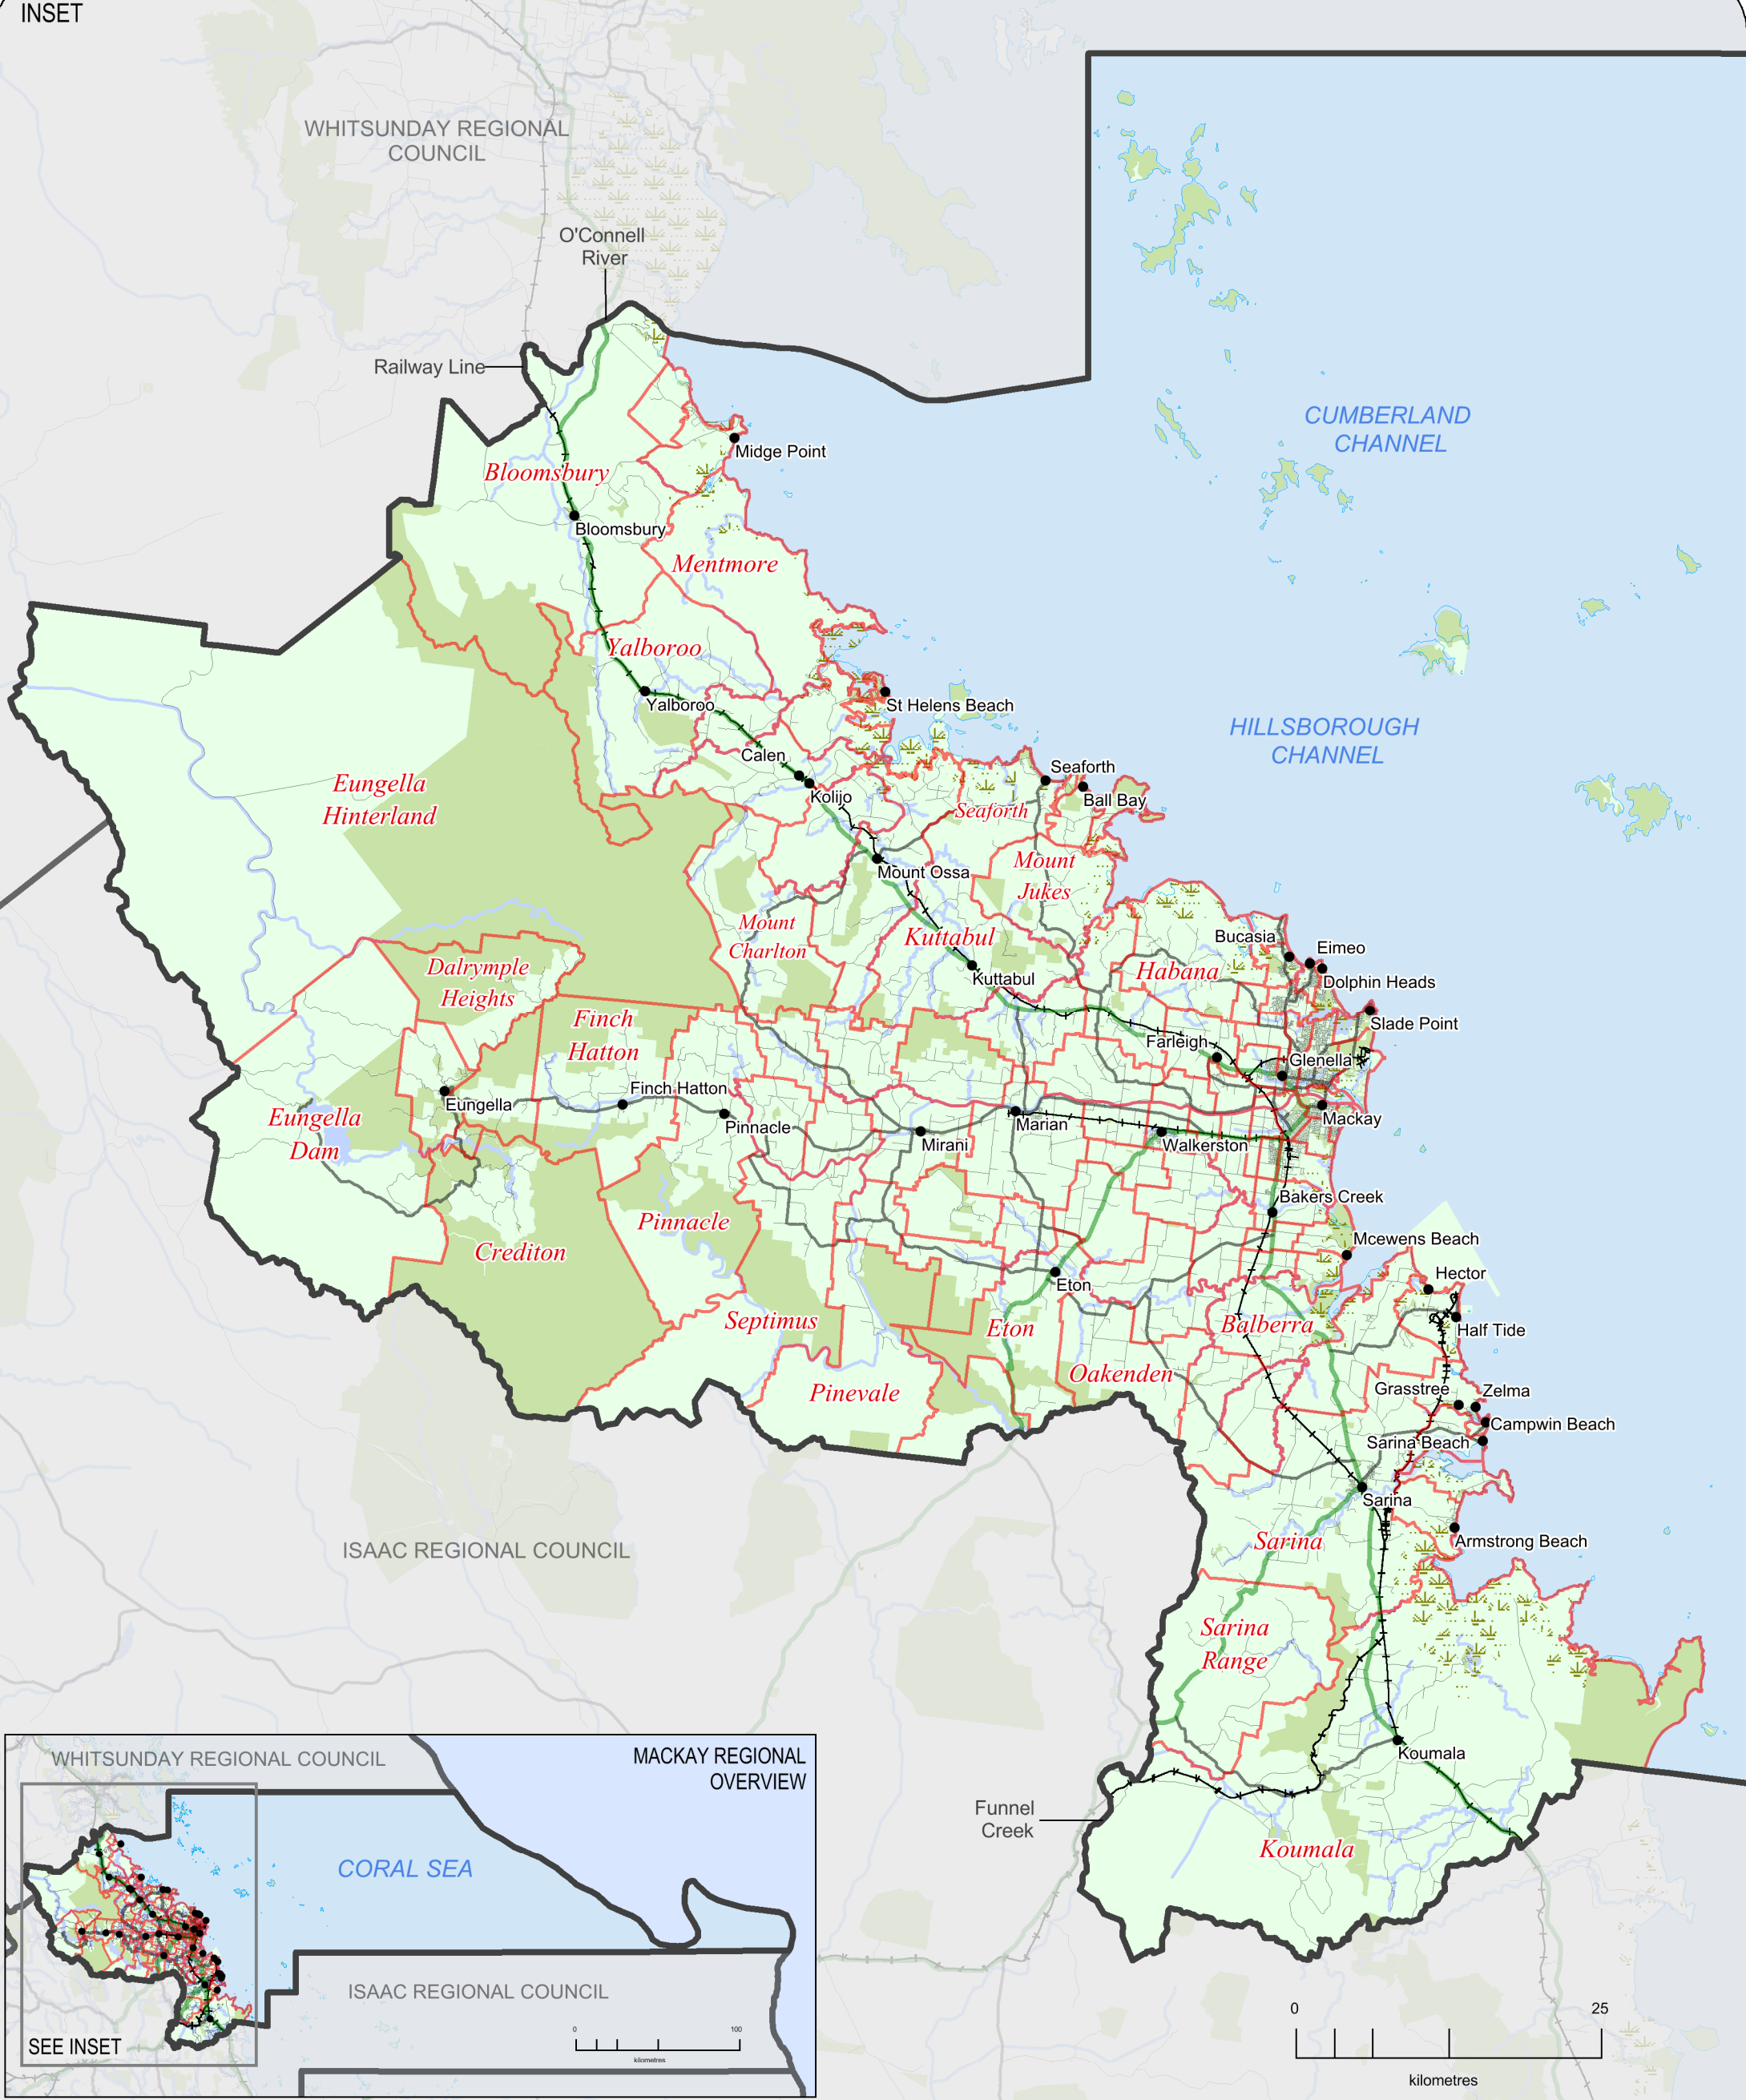 INSET
WHITSUNDAY REGIONAL
COUNCIL
O'Connell
River
Railway Line
CUMBERLAND
CHANNEL
Midge Point
Bloomsbury
Bloomsbury
Mentmore
Yalboroo
Yalboroo
St Helens Beach
HILLSBOROUGH
CHANNEL
Calen
Seaforth
Kolijo
Ball Bay
Eungella
Hinterland
Seaforth
Mount Ossa
Mount
Jukes
Mount
Charlton
Kuttabul
Kuttabul
Bucasia
Eimeo
Dolphin Heads
Habana
Dalrymple
Heights
Slade Point
Finch
Hatton
Farleigh
Glenella
Eungella
Finch Hatton
Pinnacle
Mirani
Marian
Walkerston
Mackay
Eungella
Dam
Bakers Creek
Mcewens Beach
Pinnacle
Crediton
Hector
Eton
Half Tide
Septimus
Eton
Balberra
Pinevale
Oakenden
Grasstree
Zelma
Campwin Beach
Sarina Beach
Sarina
Armstrong Beach
Sarina
ISAAC REGIONAL COUNCIL
Sarina
Range
Koumala
Funnel
Creek
Koumala
WHITSUNDAY REGIONAL COUNCIL
MACKAY REGIONAL
OVERVIEW
CORAL SEA
ISAAC REGIONAL COUNCIL
SEE INSET
0 100
kilometres
0 25
kilometres